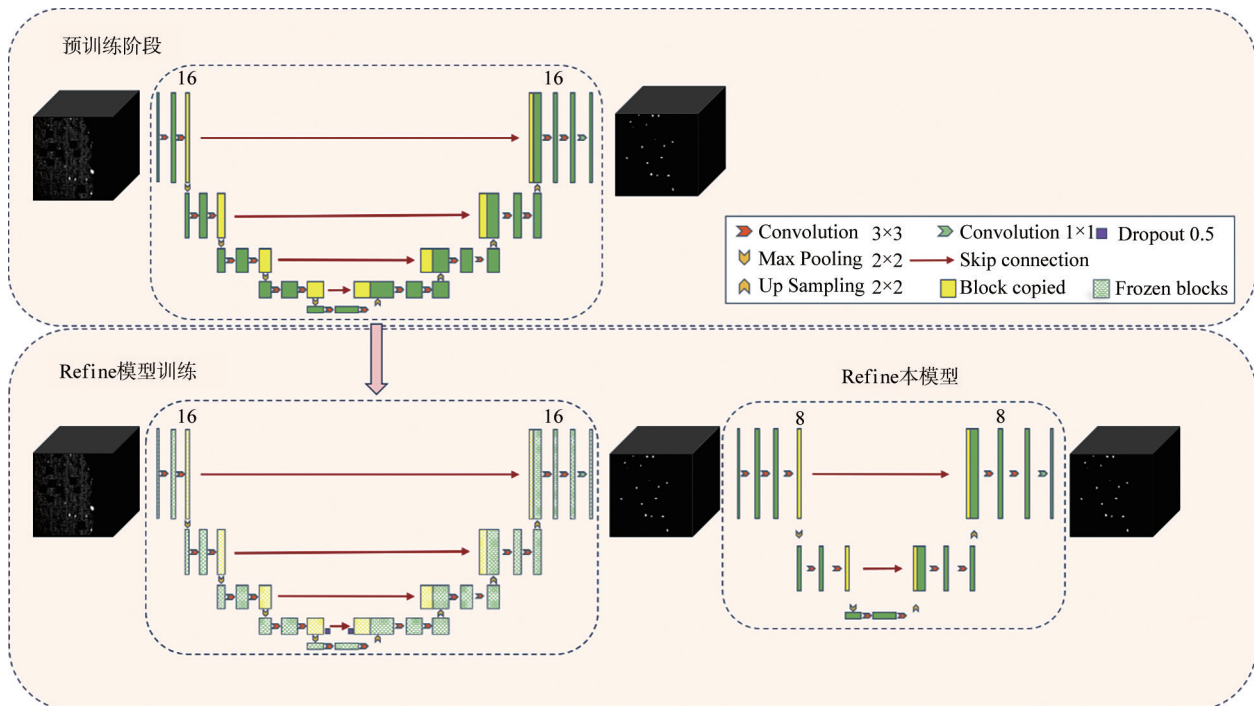 预训练阶段
16
16
Convolution 3×3
Convolution 1×1
Dropout 0.5
Max Pooling 2×2
Skip connection
Up Sampling 2×2
Block copied
Frozen blocks
Refine模型训练
Refine本模型
16
16
8
8